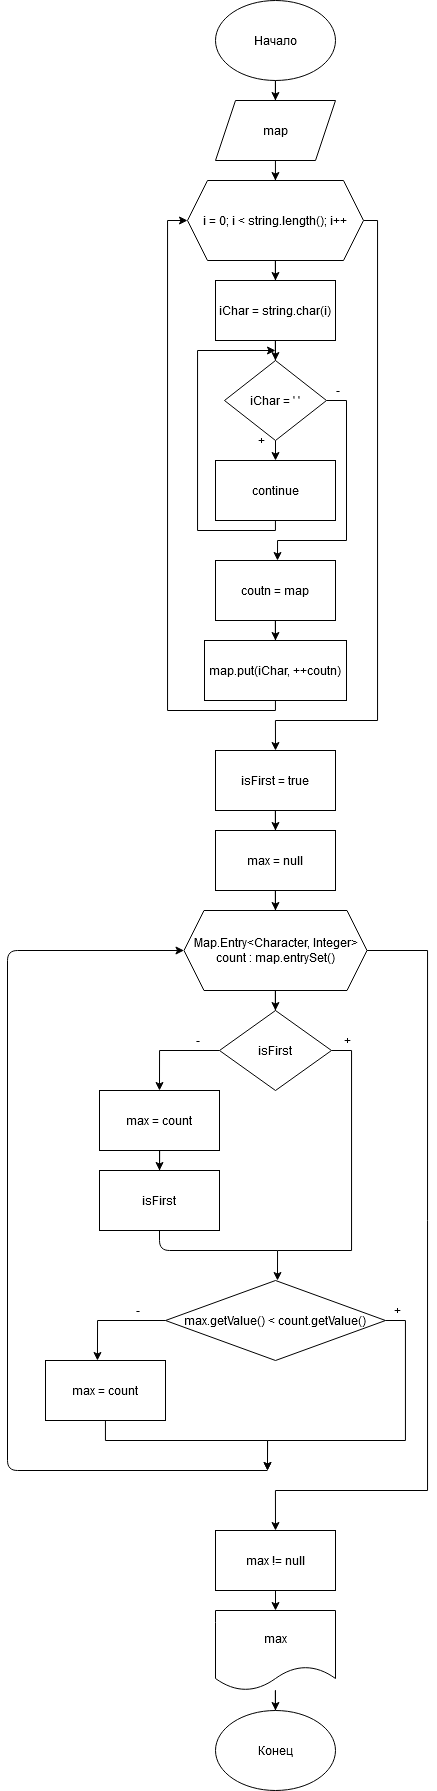 Начало
map
i = 0; i < string.length(); i++
iChar = string.char(i)
iChar = ' '
-
+
continue
coutn = map
map.put(iChar, ++coutn)
isFirst = true
max = null
Map.Entry<Character, Integer>
count : map.entrySet()
isFirst
-
+
max = count
isFirst
max.getValue() < count.getValue()
-
+
max = count
max != null
max
Конец